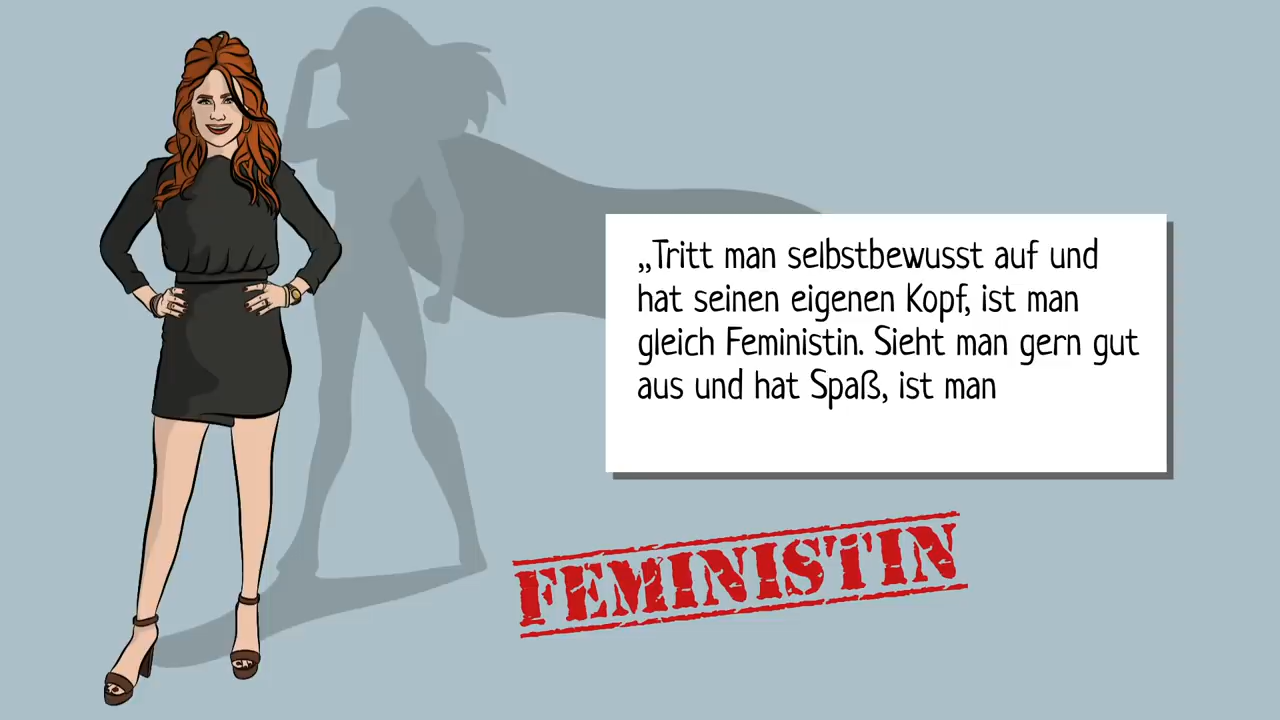 „Tritt man selbstbewusst auf und
hat seinen eigenen Kopf, ist man
gleich Feministin. Sieht man gern gut
aus und hat Spaß, ist man
FEMINISTIN